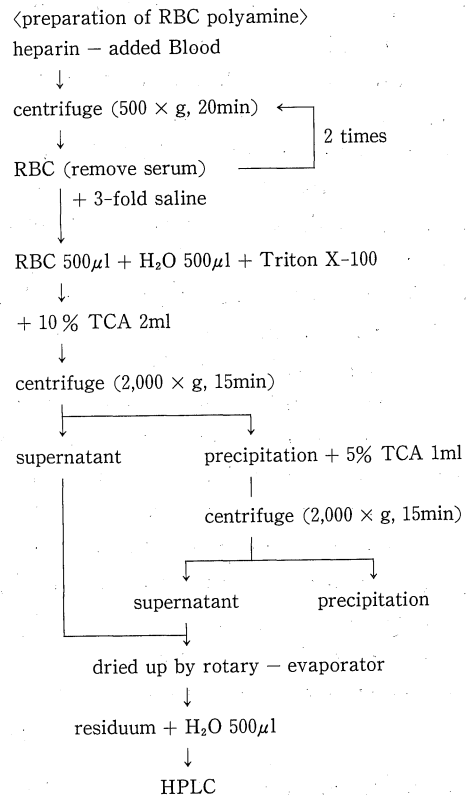 〈preparation of RBC polyamine〉
heparin − added Blood
centrifuge (500 × g, 20min)
2 times
RBC (remove serum)
+ 3-fold saline
RBC 500μl + H₂O 500μl + Triton X-100
+ 10% TCA 2ml
centrifuge (2,000 × g, 15min)
supernatant
precipitation + 5% TCA 1ml
centrifuge (2,000 × g, 15min)
supernatant
precipitation
dried up by rotary − evaporator
residuum + H₂O 500μl
HPLC